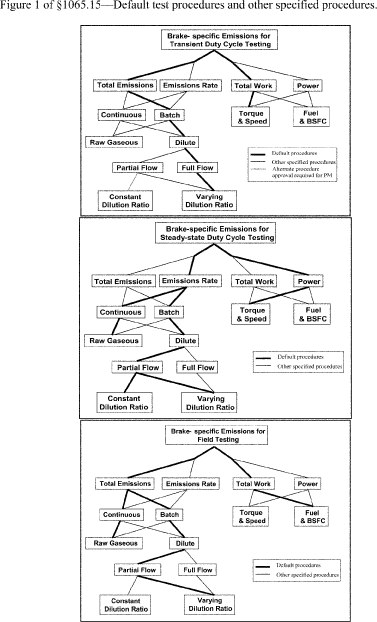 Figure 1 of §1065.15—Default test procedures and other specified procedures.
Brake- specific Emissions for
Transient Duty Cycle Testing
Total Emissions Emissions Rate Total Work Power
Continuous Batch Torque & Speed Fuel & BSFC
Raw Gaseous Dilute
Partial Flow Full Flow
Default procedures
Other specified procedures
Alternate procedure
approval required for PM
Constant Dilution Ratio Varying Dilution Ratio
Brake-specific Emissions for
Steady-state Duty Cycle Testing
Total Emissions Emissions Rate Total Work Power
Continuous Batch Torque & Speed Fuel & BSFC
Raw Gaseous Dilute
Partial Flow Full Flow
Default procedures
Other specified procedures
Constant Dilution Ratio Varying Dilution Ratio
Brake- specific Emissions for
Field Testing
Total Emissions Emissions Rate Total Work Power
Continuous Batch Torque & Speed Fuel & BSFC
Raw Gaseous Dilute
Partial Flow Full Flow
Default procedures
Other specified procedures
Constant Dilution Ratio Varying Dilution Ratio